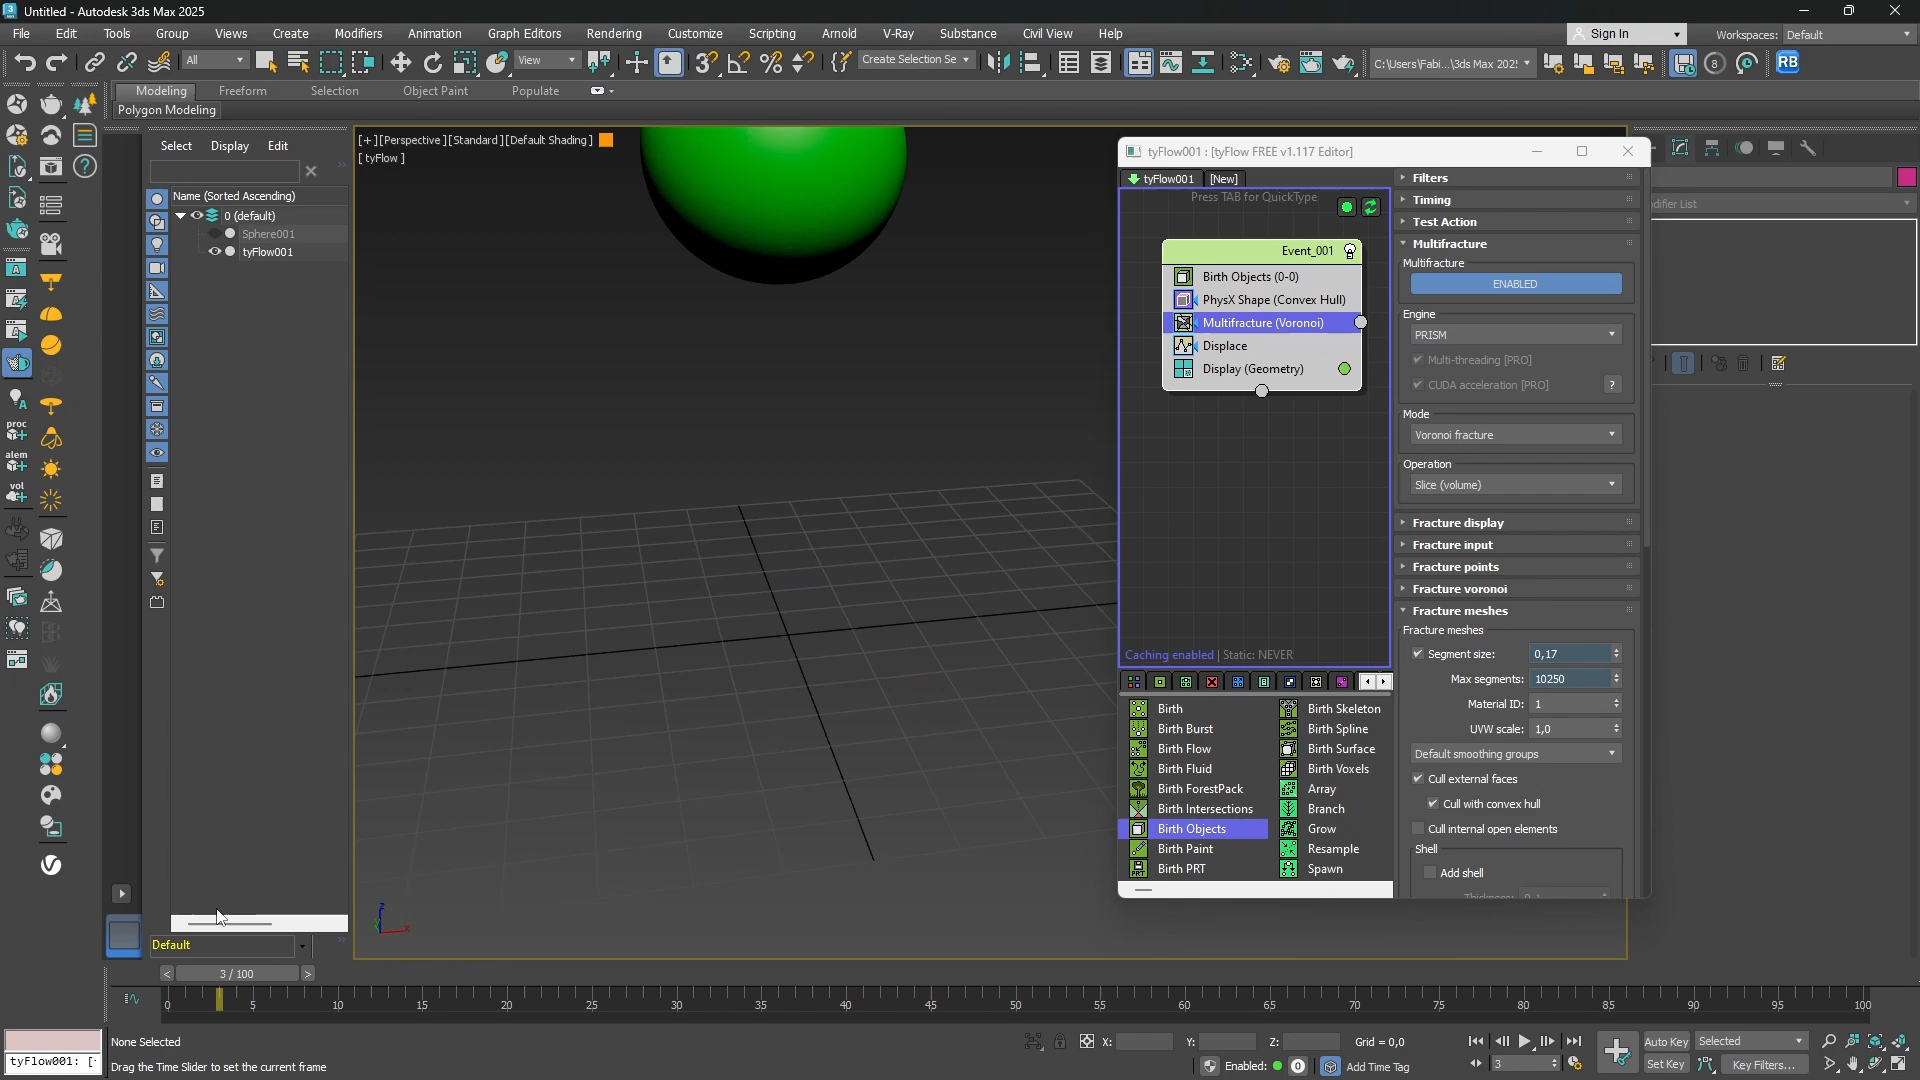 Untitled - Autodesk 3ds Max 2025
File Edit Tools Group Views Create Modifiers Animation Graph Editors Rendering Customize Scripting Arnold V-Ray Substance Civil View Help
Sign In
Workspaces: Default
All
View
Create Selection Se
C:\Users\Fabi...\3ds Max 202!
RB
Modeling Freeform Selection Object Paint Populate
Polygon Modeling
Select Display Edit
Name (Sorted Ascending)
0 (default)
Sphere001
tyFlow001
proc
alem
vol
Default
[+][Perspective][Standard][Default Shading]
[ tyFlow ]
z
x
tyFlow001 : [tyFlow FREE v1.117 Editor]
tyFlow001 [New]
Press TAB for QuickType
Event_001
Birth Objects (0-0)
PhysX Shape (Convex Hull)
Multifracture (Voronoi)
Displace
Display (Geometry)
Caching enabled | Static: NEVER
Birth Birth Skeleton
Birth Burst Birth Spline
Birth Flow Birth Surface
Birth Fluid Birth Voxels
Birth ForestPack Array
Birth Intersections Branch
Birth Objects Grow
Birth Paint Resample
Birth PRT Spawn
Filters
Timing
Test Action
Multifracture
Multifracture
ENABLED
Engine
PRISM
Multi-threading [PRO]
CUDA acceleration [PRO] ?
Mode
Voronoi fracture
Operation
Slice (volume)
Fracture display
Fracture input
Fracture points
Fracture voronoi
Fracture meshes
Fracture meshes
Segment size: 0,17
Max segments: 10250
Material ID: 1
UVW scale: 1,0
Default smoothing groups
Cull external faces
Cull with convex hull
Cull internal open elements
Shell
Add shell
Thickness: 0,1
difier List
< 3 / 100 >
0 5 10 15 20 25 30 35 40 45 50 55 60 65 70 75 80 85 90 95 100
tyFlow001: [
None Selected
Drag the Time Slider to set the current frame
X: Y: Z: Grid = 0,0
Enabled: 0 Add Time Tag
3
Auto Key Selected
Set Key Key Filters...